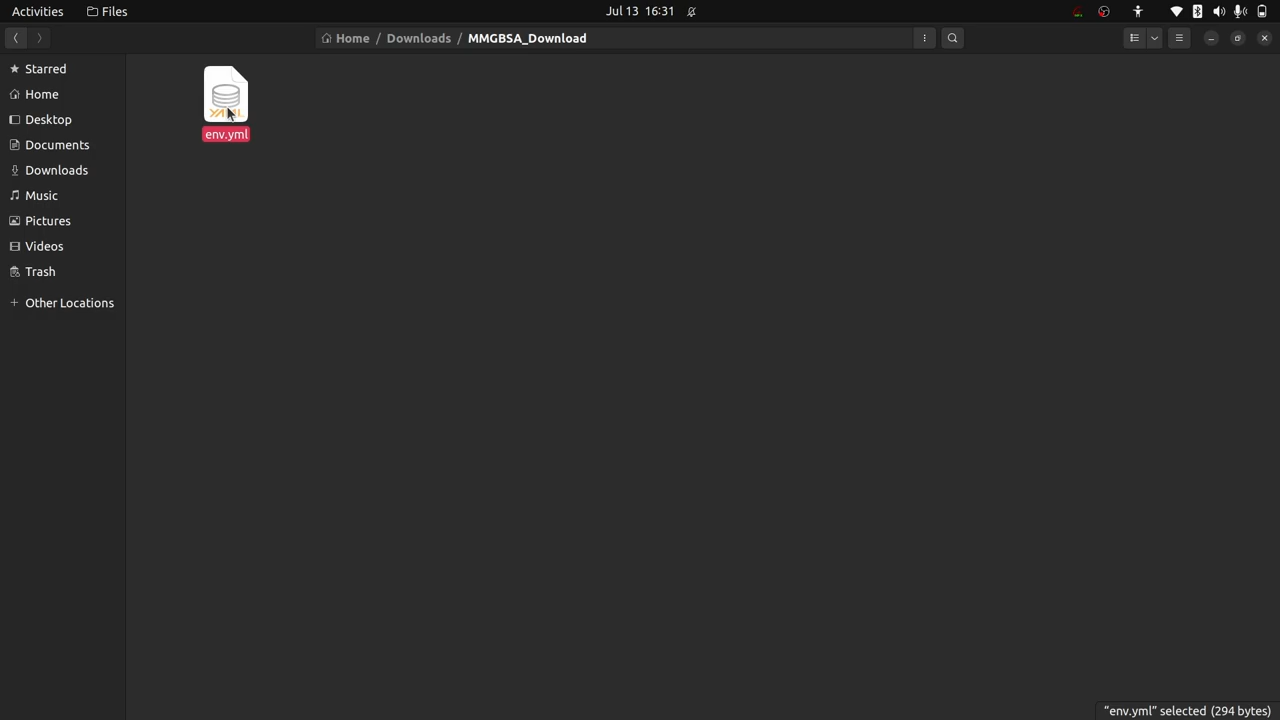 Activities
Files
Jul 13 16:31
Home / Downloads / MMGBSA_Download
Starred
Home
Desktop
Documents
Downloads
Music
Pictures
Videos
Trash
+ Other Locations
YAML
env.yml
"env.yml" selected (294 bytes)